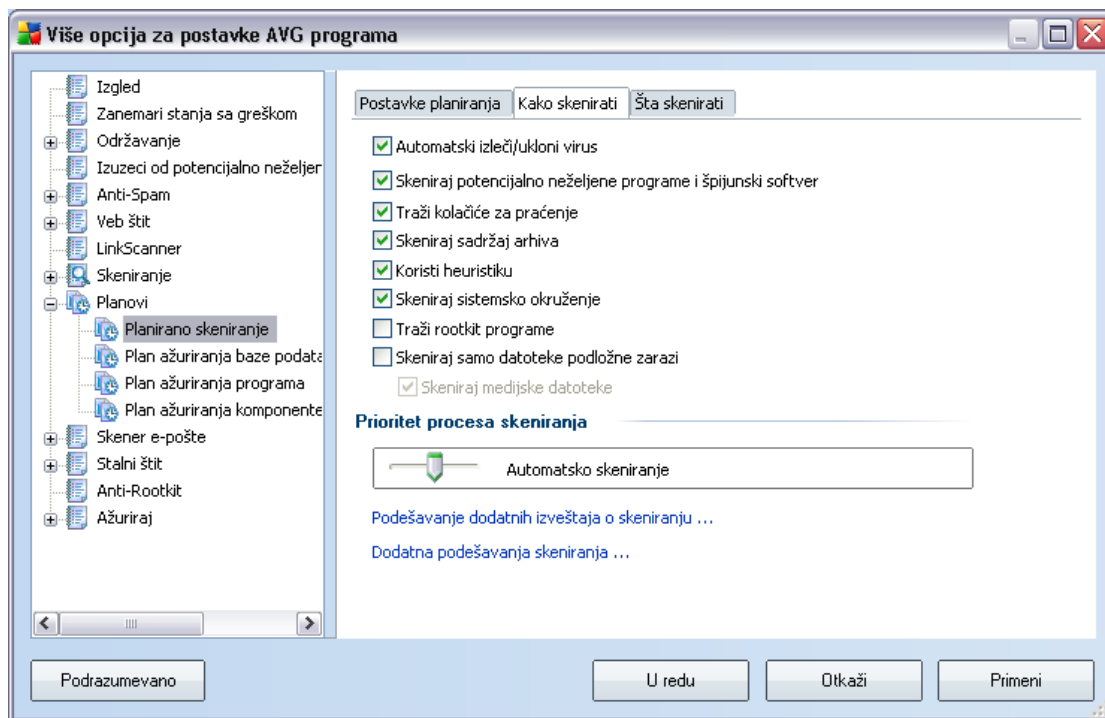 Više opcija za postavke AVG programa
Izgled
Zanemari stanja sa greškom
Održavanje
Izuzeci od potencijalno neželjer
Anti-Spam
Veb štit
LinkScanner
Skeniranje
Planovi
Planirano skeniranje
Plan ažuriranja baze podata
Plan ažuriranja programa
Plan ažuriranja komponente
Skener e-pošte
Stalni štit
Anti-Rootkit
Ažuriraj
Postavke planiranja
Kako skenirati
Šta skenirati
Automatski izleči/ukloni virus
Skeniraj potencijalno neželjene programe i špijunski softver
Traži kolačiće za praćenje
Skeniraj sadržaj arhiva
Koristi heuristiku
Skeniraj sistemsko okruženje
Traži rootkit programe
Skeniraj samo datoteke podložne zarazi
Skeniraj medijske datoteke
Prioritet procesa skeniranja
Automatsko skeniranje
Podešavanje dodatnih izveštaja o skeniranju ...
Dodatna podešavanja skeniranja ...
Podrazumevano
U redu
Otkaži
Primeni